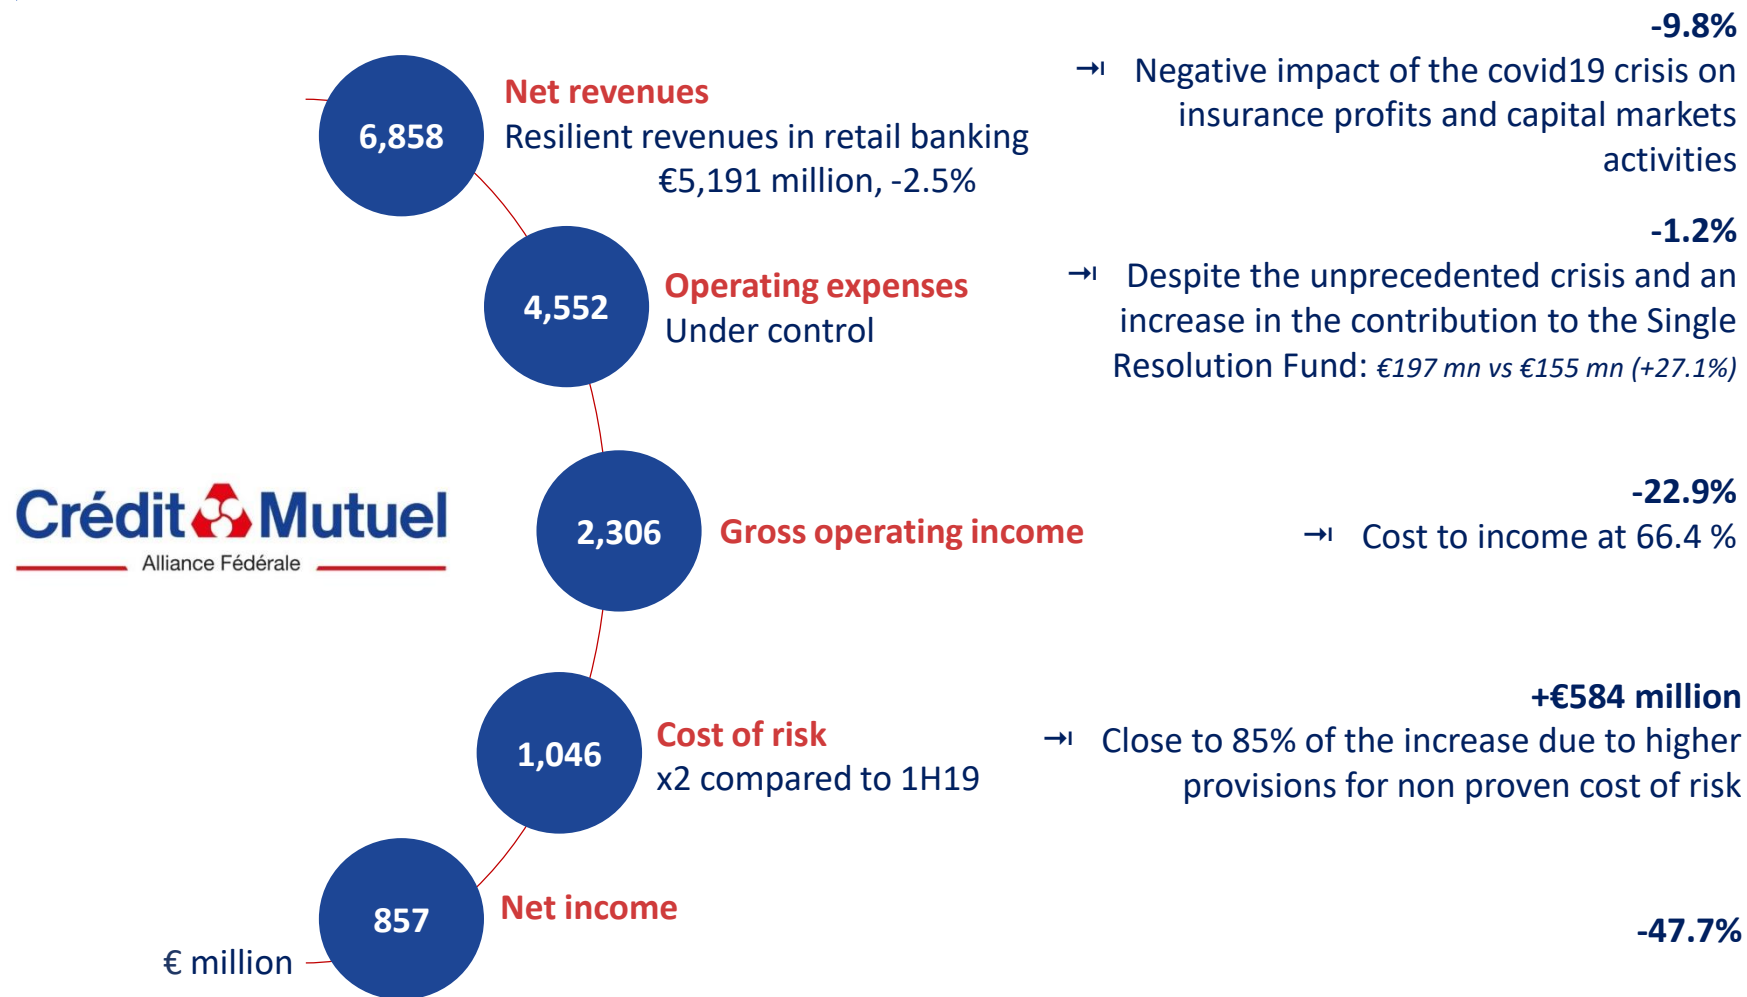 6,858
Net revenues
Resilient revenues in retail banking
€5,191 million, -2.5%
-9.8%
→I Negative impact of the covid19 crisis on
insurance profits and capital markets
activities
4,552
Operating expenses
Under control
-1.2%
→I Despite the unprecedented crisis and an
increase in the contribution to the Single
Resolution Fund: €197 mn vs €155 mn (+27.1%)
Crédit Mutuel
Alliance Fédérale
2,306
Gross operating income
-22.9%
→I Cost to income at 66.4 %
1,046
Cost of risk
x2 compared to 1H19
+€584 million
→I Close to 85% of the increase due to higher
provisions for non proven cost of risk
857
Net income
-47.7%
€ million